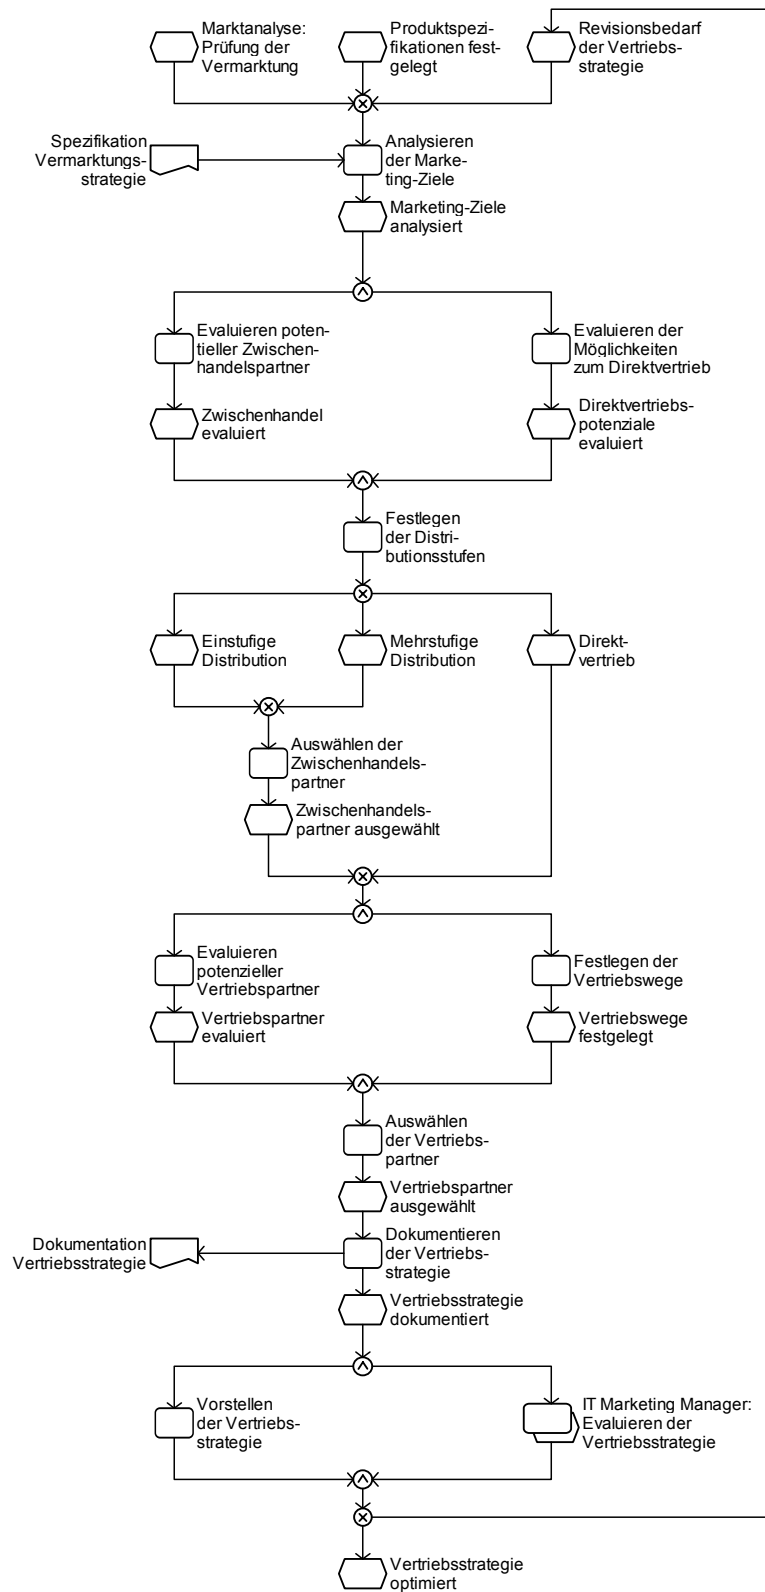 Marktanalyse:
Prüfung der
Vermarktung
Produktspezi-
fikationen fest-
gelegt
Revisionsbedarf
der Vertriebs-
strategie
Spezifikation
Vermarktungs-
strategie
Analysieren
der Marke-
ting-Ziele
Marketing-Ziele
analysiert
Evaluieren poten-
tieller Zwischen-
handelspartner
Evaluieren der
Möglichkeiten
zum Direktvertrieb
Zwischenhandel
evaluiert
Direktvertriebs-
potenziale
evaluiert
Festlegen
der Distri-
butionsstufen
Einstufige
Distribution
Mehrstufige
Distribution
Direkt-
vertrieb
Auswählen der
Zwischenhandels-
partner
Zwischenhandels-
partner ausgewählt
Evaluieren
potenzieller
Vertriebspartner
Festlegen der
Vertriebswege
Vertriebspartner
evaluiert
Vertriebswege
festgelegt
Auswählen
der Vertriebs-
partner
Vertriebspartner
ausgewählt
Dokumentation
Vertriebsstrategie
Dokumentieren
der Vertriebs-
strategie
Vertriebsstrategie
dokumentiert
Vorstellen
der Vertriebs-
strategie
IT Marketing Manager:
Evaluieren der
Vertriebsstrategie
Vertriebsstrategie
optimiert